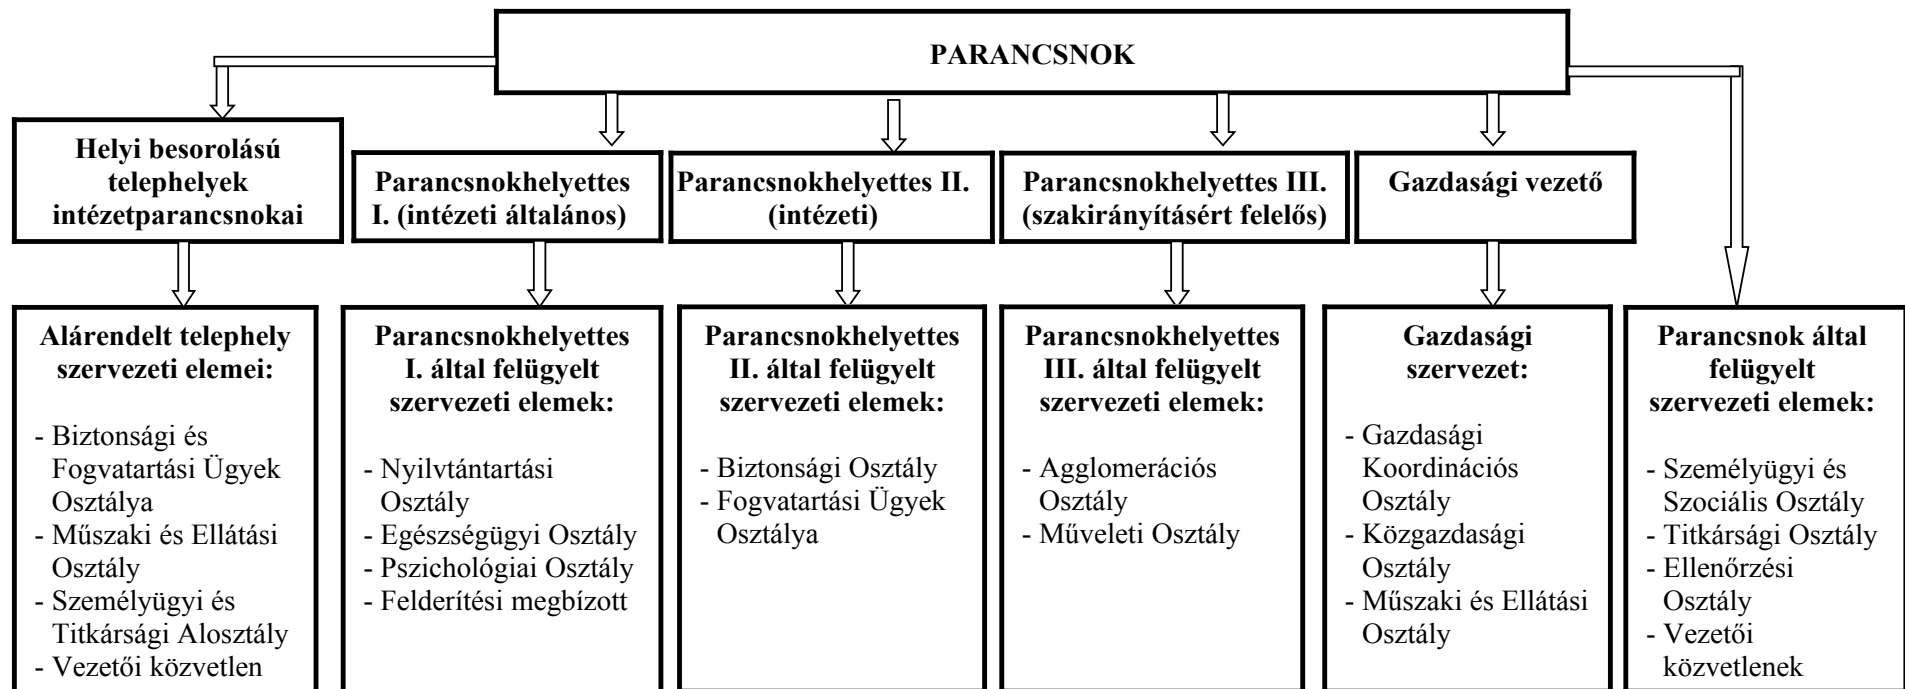 PARANCSNOK
Helyi besorolású
telephelyek
intézetparancsnokai
Parancsnokhelyettes
I. (intézeti általános)
Parancsnokhelyettes II.
(intézeti)
Parancsnokhelyettes III.
(szakirányításért felelős)
Gazdasági vezető
Alárendelt telephely
szervezeti elemei:
- Biztonsági és
Fogvatartási Ügyek
Osztálya
- Műszaki és Ellátási
Osztály
- Személyügyi és
Titkársági Alosztály
- Vezetői közvetlen
Parancsnokhelyettes
I. által felügyelt
szervezeti elemek:
- Nyilvtántartási
Osztály
- Egészségügyi Osztály
- Pszichológiai Osztály
- Felderítési megbízott
Parancsnokhelyettes
II. által felügyelt
szervezeti elemek:
- Biztonsági Osztály
- Fogvatartási Ügyek
Osztálya
Parancsnokhelyettes
III. által felügyelt
szervezeti elemek:
- Agglomerációs
Osztály
- Műveleti Osztály
Gazdasági
szervezet:
- Gazdasági
Koordinációs
Osztály
- Közgazdasági
Osztály
- Műszaki és Ellátási
Osztály
Parancsnok által
felügyelt
szervezeti elemek:
- Személyügyi és
Szociális Osztály
- Titkársági Osztály
- Ellenőrzési
Osztály
- Vezetői
közvetlenek